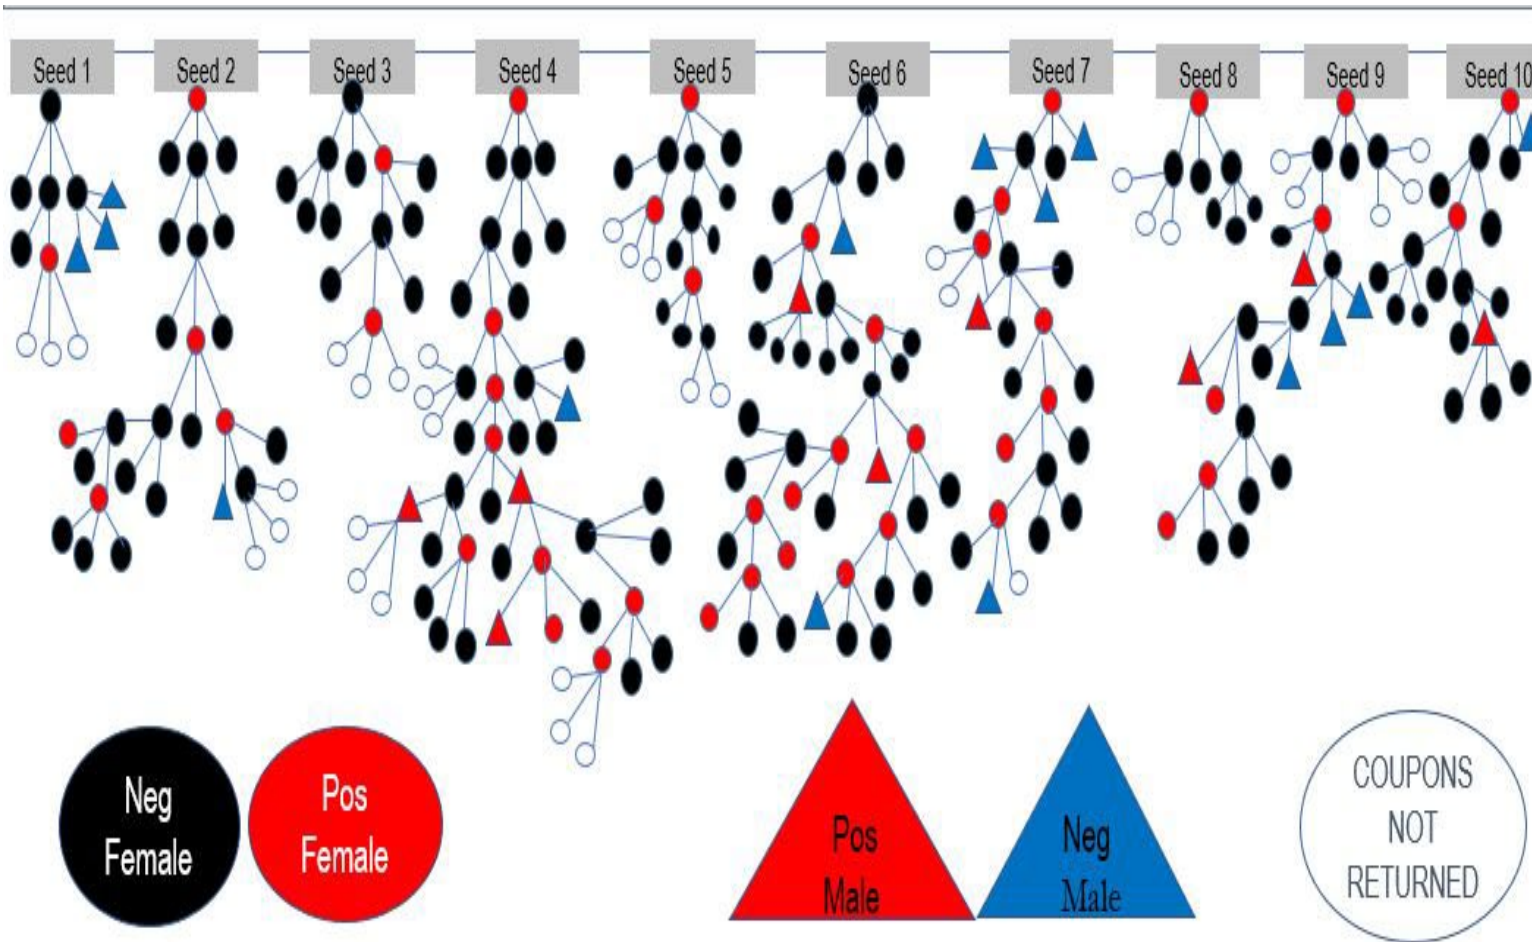 Seed 1
Seed 2
Seed 3
Seed 4
Seed 5
Seed 6
Seed 7
Seed 8
Seed 9
Seed 10
Neg
Female
Pos
Female
Pos
Male
Neg
Male
COUPONS
NOT
RETURNED